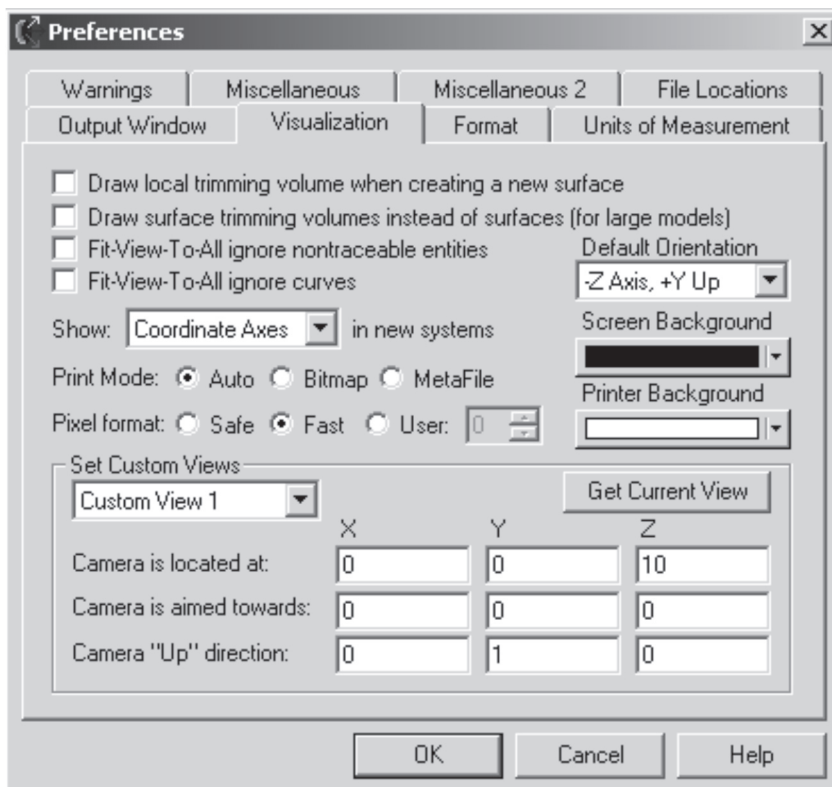 Preferences
Warnings Miscellaneous Miscellaneous 2 File Locations
Output Window Visualization Format Units of Measurement
Draw local trimming volume when creating a new surface
Draw surface trimming volumes instead of surfaces (for large models)
Fit-View-To-All ignore nontraceable entities
Default Orientation
Fit-View-To-All ignore curves
-Z Axis, +Y Up
Show: Coordinate Axes in new systems
Screen Background
Print Mode: Auto Bitmap MetaFile
Printer Background
Pixel format: Safe Fast User: 0
Set Custom Views
Custom View 1
Get Current View
X Y Z
Camera is located at: 0 0 10
Camera is aimed towards: 0 0 0
Camera "Up" direction: 0 1 0
OK Cancel Help